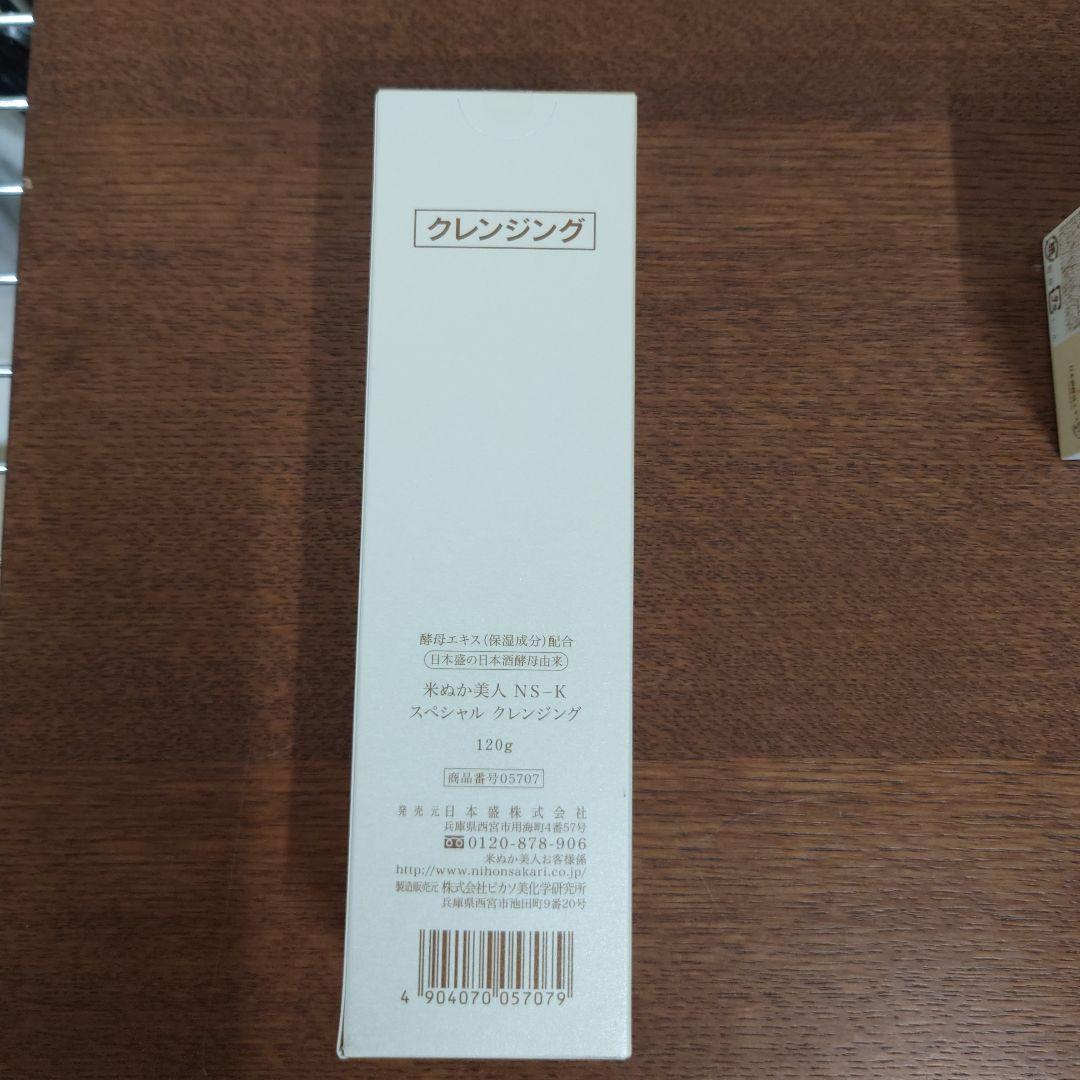 クレンジング
酵母エキス（保湿成分）配合
日本盛の日本酒酵母由来
米ぬか美人 NS–K
スペシャル クレンジング
120g
商品番号05707
発売元 日本盛株式会社
兵庫県西宮市用海町4番57号
0120-878-906
米ぬか美人お客様係
http://www.nihonsakari.co.jp/
製造販売元 株式会社ピカソ美化学研究所
兵庫県西宮市池田町9番20号
4 904070 057079